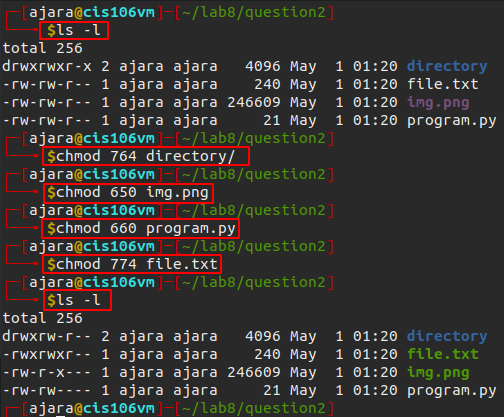 [ajara@cis106vm]-[~/lab8/question2]
$ls -l
total 256
drwxrwxr-x 2 ajara ajara   4096 May  1 01:20 directory
-rw-rw-r-- 1 ajara ajara    240 May  1 01:20 file.txt
-rw-rw-r-- 1 ajara ajara 246609 May  1 01:20 img.png
-rw-rw-r-- 1 ajara ajara     21 May  1 01:20 program.py
[ajara@cis106vm]-[~/lab8/question2]
$chmod 764 directory/
[ajara@cis106vm]-[~/lab8/question2]
$chmod 650 img.png
[ajara@cis106vm]-[~/lab8/question2]
$chmod 660 program.py
[ajara@cis106vm]-[~/lab8/question2]
$chmod 774 file.txt
[ajara@cis106vm]-[~/lab8/question2]
$ls -l
total 256
drwxrw-r-- 2 ajara ajara   4096 May  1 01:20 directory
-rwxrwxr-- 1 ajara ajara    240 May  1 01:20 file.txt
-rw-r-x--- 1 ajara ajara 246609 May  1 01:20 img.png
-rw-rw---- 1 ajara ajara     21 May  1 01:20 program.py
[ajara@cis106vm]-[~/lab8/question2]